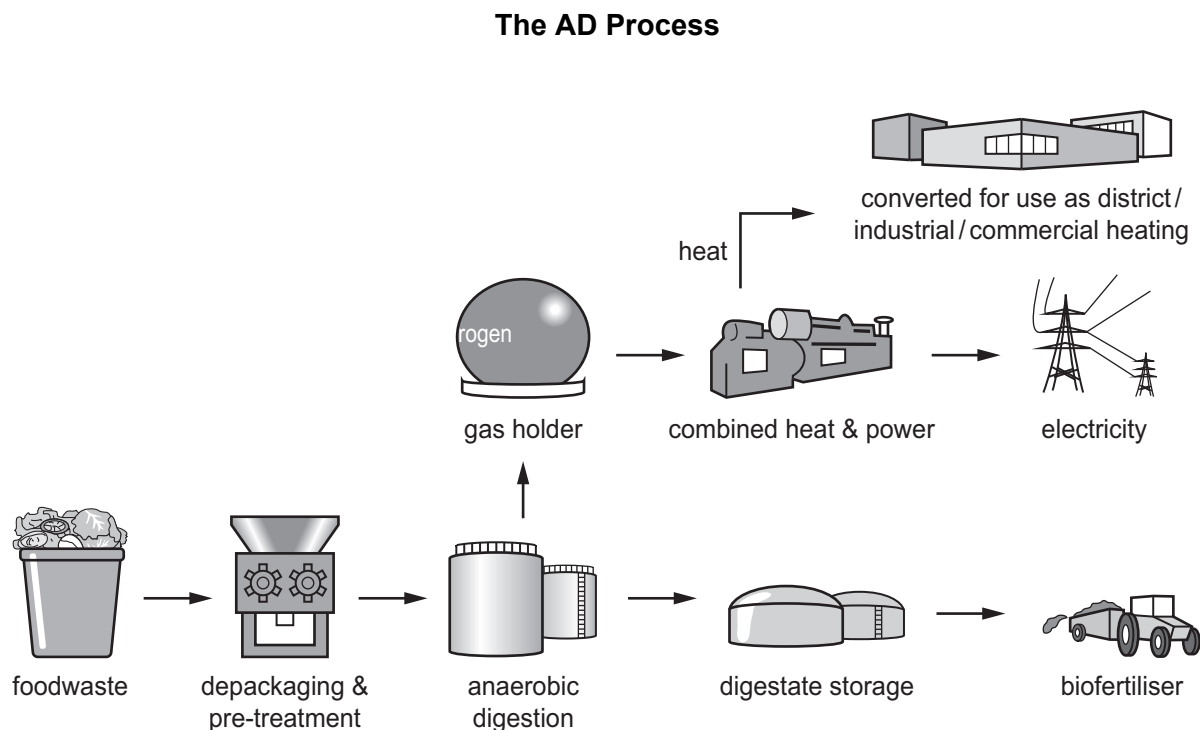 The AD Process
converted for use as district/
industrial/commercial heating
heat
rogen
gas holder
combined heat & power
electricity
foodwaste
depackaging &
pre-treatment
anaerobic
digestion
digestate storage
biofertiliser